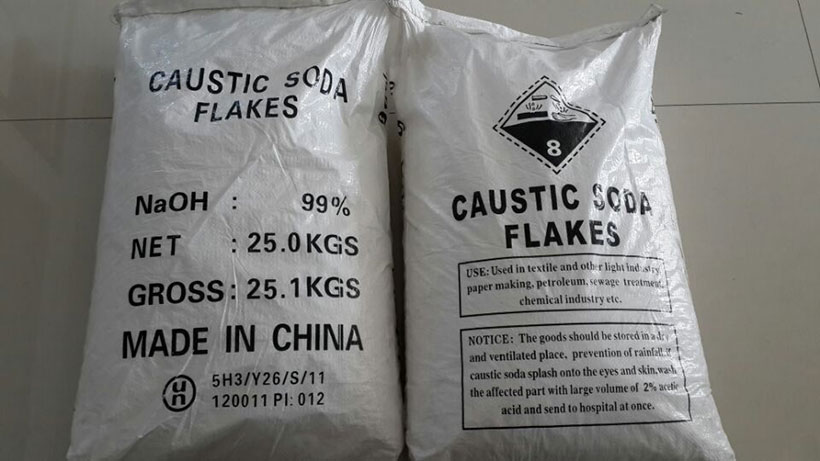 CAUSTIC SODA
FLAKES
NaOH : 99%
NET : 25.0KGS
GROSS : 25.1KGS
MADE IN CHINA
un
5H3/Y26/S/11
120011 PI: 012
8
CAUSTIC SODA
FLAKES
USE: Used in textile and other light industry
paper making, petroleum, sewage treatment,
chemical industry etc.
NOTICE: The goods should be stored in a
and ventilated place, prevention of rainfall,
caustic soda splash onto the eyes and skin, wash
the affected part with large volume of 2% acetic
acid and send to hospital at once.